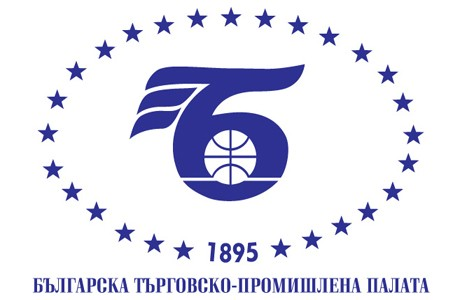 Б
1895
БЪЛГАРСКА ТЪРГОВСКО-ПРОМИШЛЕНА ПАЛАТА